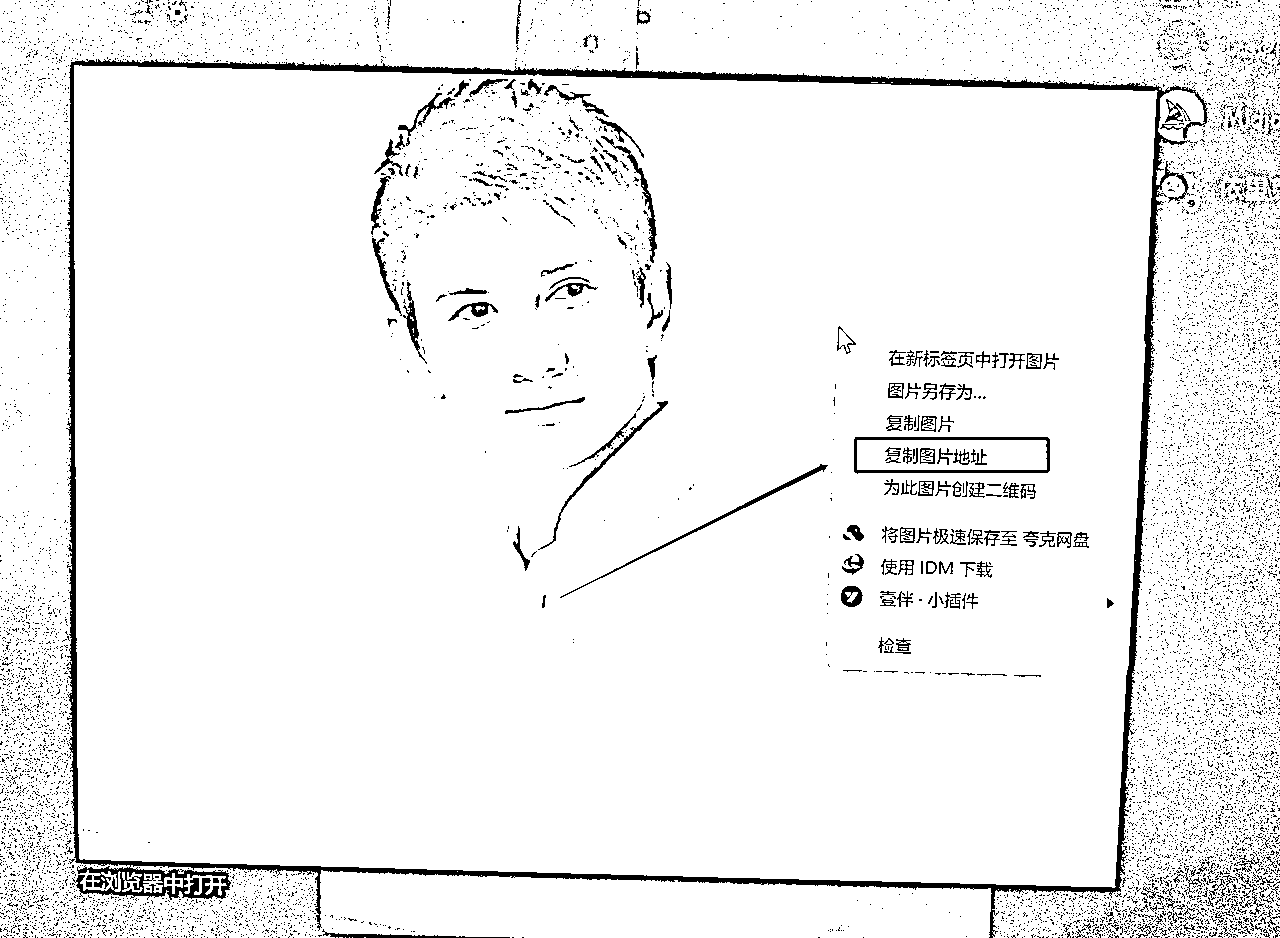 在新标签页中打开图片
图片另存为...
复制图片
复制图片地址
为此图片创建二维码
将图片极速保存至 夸克网盘
使用 IDM 下载
壹伴 · 小插件
检查
在浏览器中打开